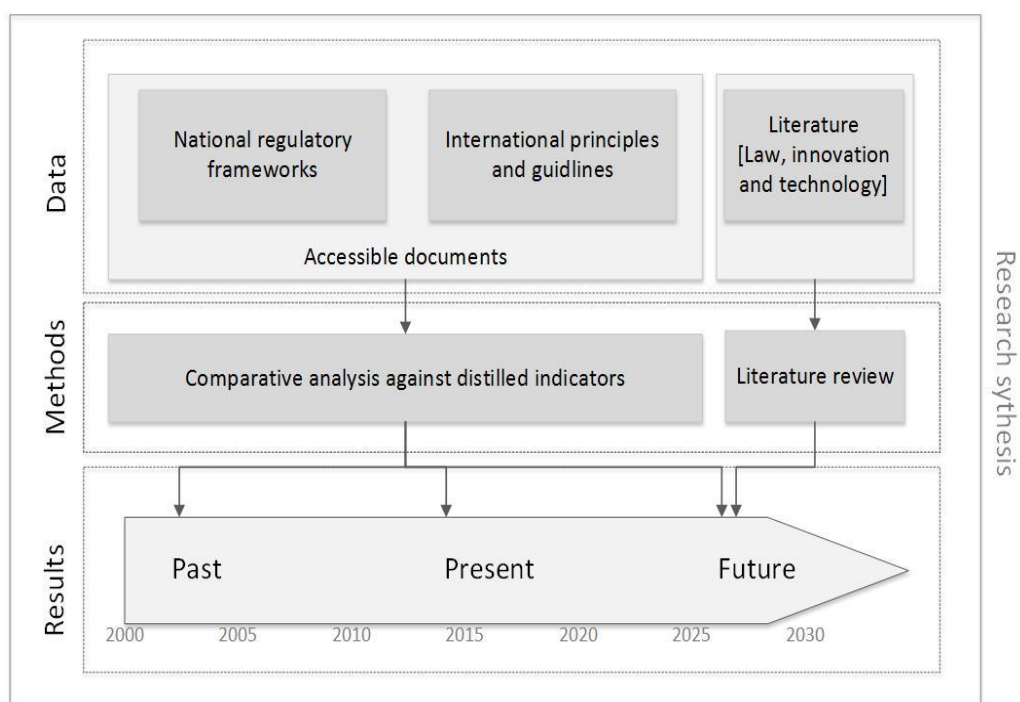 Data
National regulatory
frameworks
International principles
and guidlines
Literature
[Law, innovation
and technology]
Accessible documents
Methods
Comparative analysis against distilled indicators
Literature review
Results
Past
Present
Future
2000
2005
2010
2015
2020
2025
2030
Research sythesis